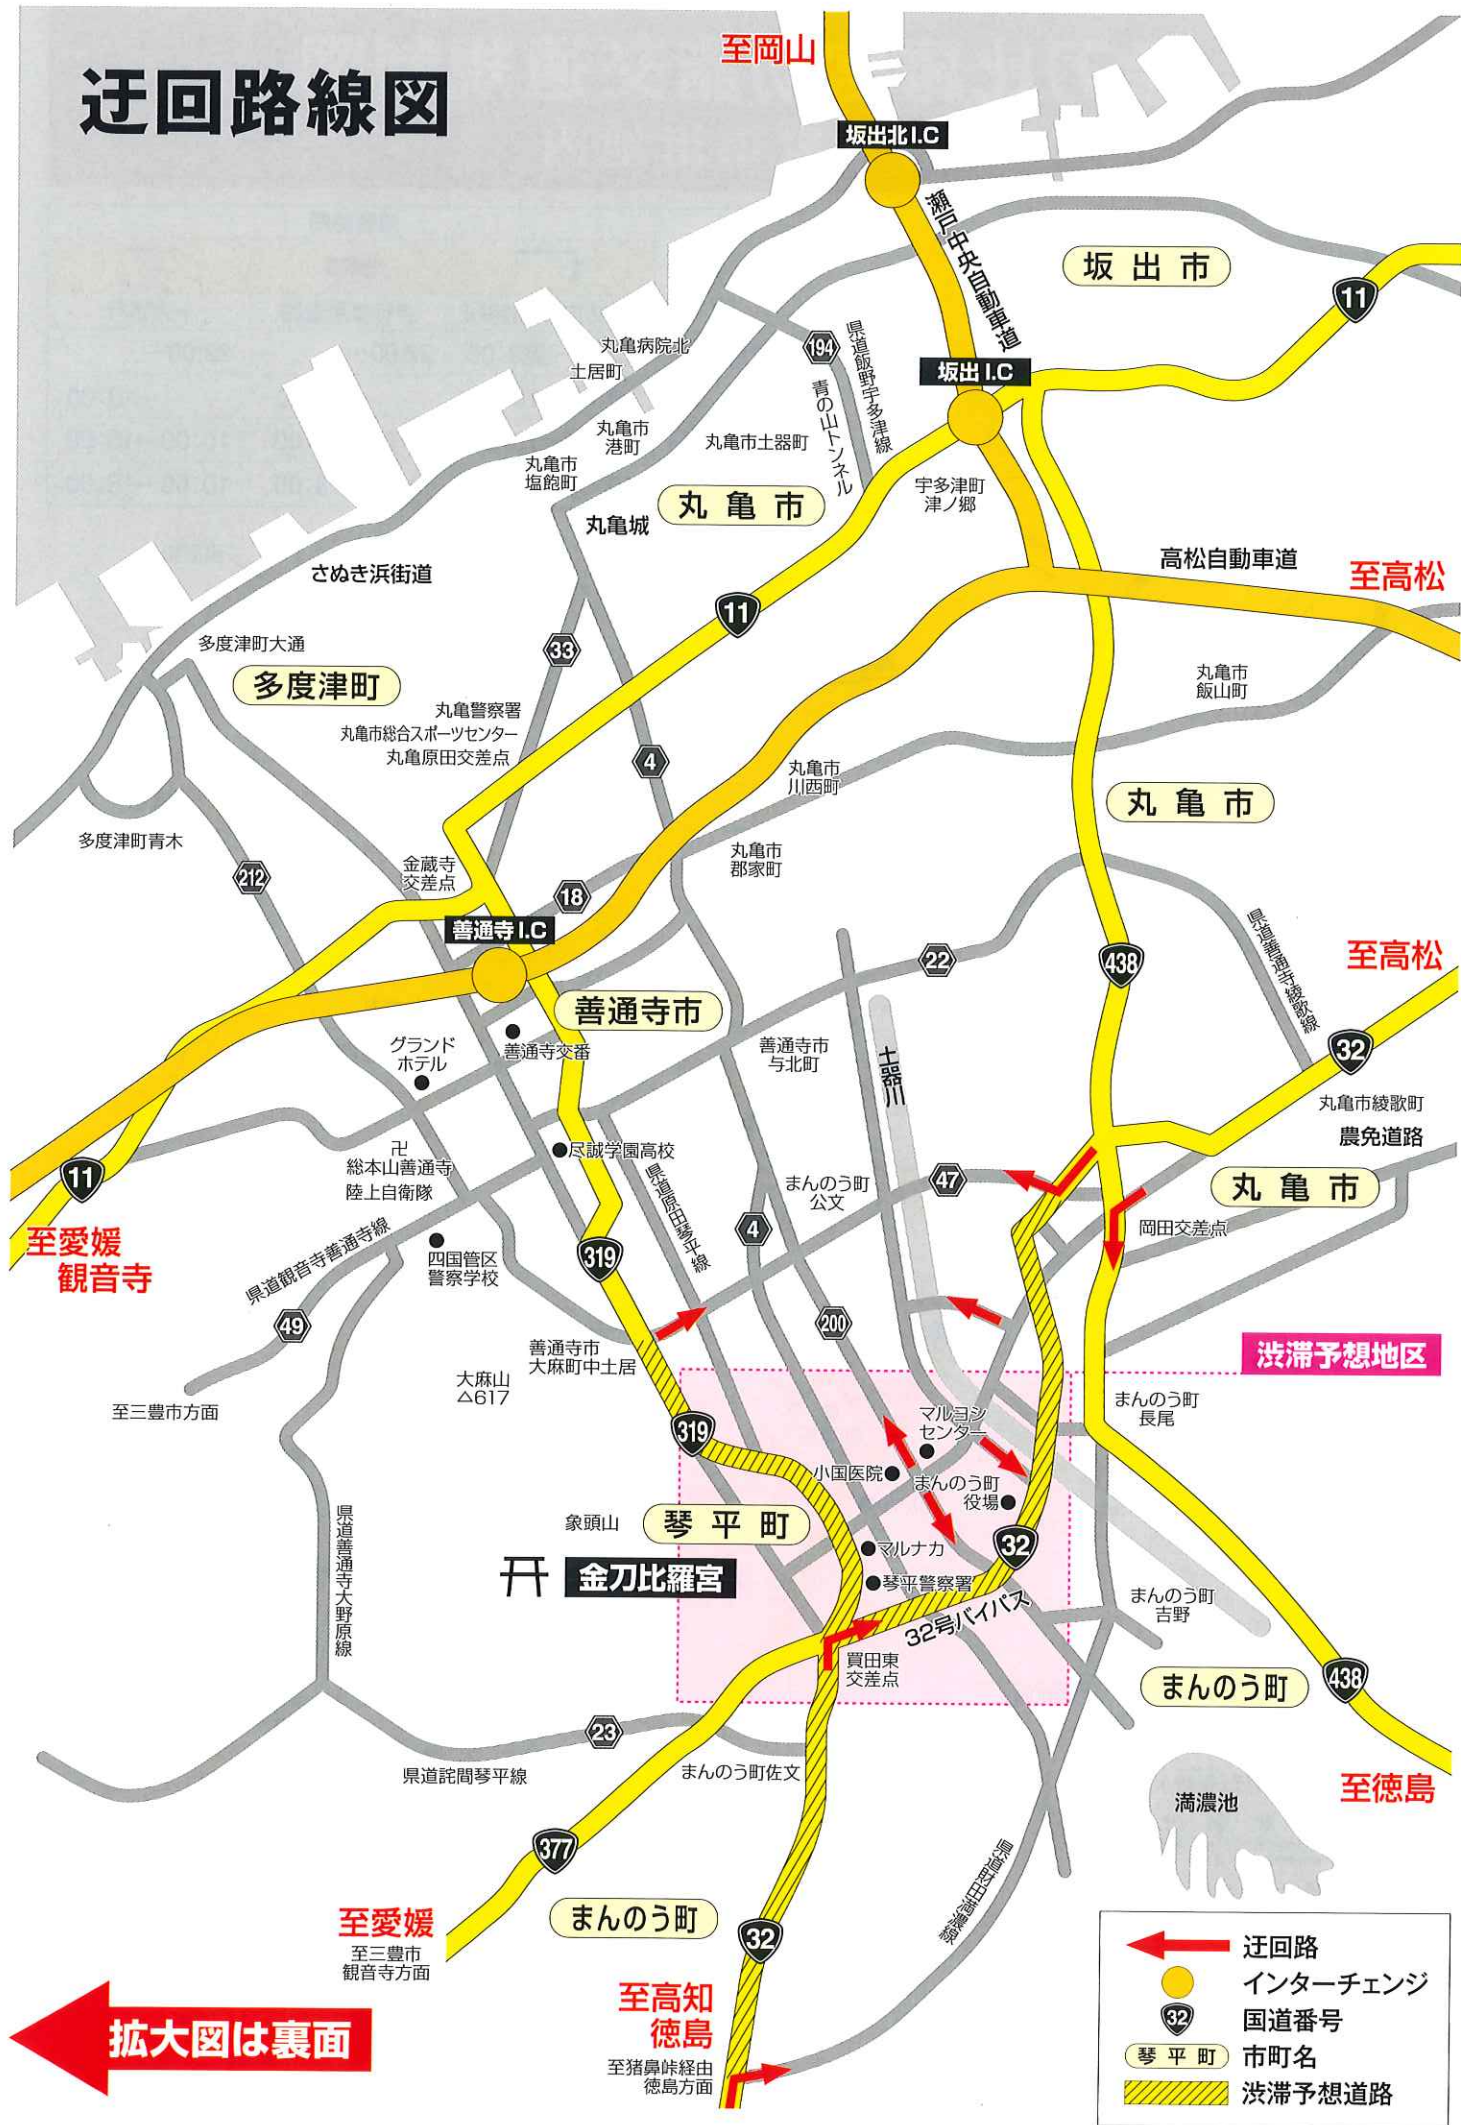 迂回路線図
至岡山
坂出北I.C
瀬戸中央自動車道
坂出市
11
194
県道飯野宇多津線
青の山トンネル
坂出I.C
丸亀病院北
土居町
丸亀市
港町
丸亀市土器町
丸亀市
塩飽町
丸亀市
丸亀城
宇多津町
津ノ郷
さぬき浜街道
高松自動車道
至高松
11
多度津町大通
33
多度津町
丸亀市
飯山町
丸亀警察署
丸亀市総合スポーツセンター
丸亀原田交差点
4
丸亀市
川西町
丸亀市
多度津町青木
丸亀市
郡家町
212
金蔵寺
交差点
18
善通寺I.C
県道善通寺綾歌線
22
438
至高松
善通寺市
32
グランド
ホテル
善通寺交番
善通寺市
与北町
土器川
丸亀市綾歌町
農免道路
卍
総本山善通寺
陸上自衛隊
尽誠学園高校
県道原田琴平線
まんのう町
公文
47
丸亀市
11
至愛媛
観音寺
県道観音寺善通寺線
四国管区
警察学校
319
4
岡田交差点
49
200
善通寺市
大麻町中土居
渋滞予想地区
大麻山
△617
至三豊市方面
319
マルヨシ
センター
まんのう町
長尾
小国医院
まんのう町
役場
県道善通寺大野原線
象頭山
琴平町
32
マルナカ
金刀比羅宮
琴平警察署
32号バイパス
まんのう町
吉野
買田東
交差点
まんのう町
438
23
県道詫間琴平線
まんのう町佐文
至徳島
満濃池
377
県道財田満濃線
至愛媛
至三豊市
観音寺方面
まんのう町
32
至高知
徳島
至猪鼻峠経由
徳島方面
拡大図は裏面
迂回路
インターチェンジ
32
国道番号
琴平町
市町名
渋滞予想道路